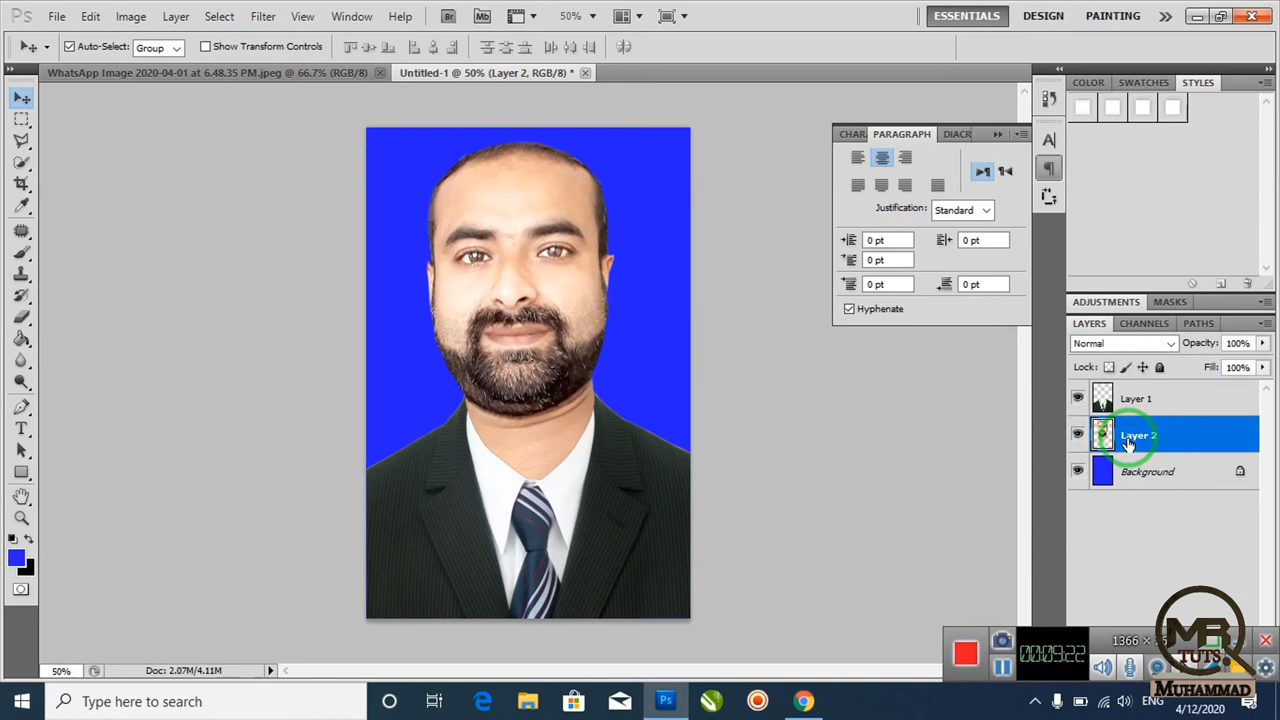 Ps File Edit Image Layer Select Filter View Window Help Br Mb 50% ESSENTIALS DESIGN PAINTING
Auto-Select: Group Show Transform Controls
WhatsApp Image 2020-04-01 at 6.48.35 PM.jpeg @ 66.7% (RGB/8) Untitled-1 @ 50% (Layer 2, RGB/8) *
COLOR SWATCHES STYLES
CHAR PARAGRAPH DIACR
Justification: Standard
0 pt 0 pt
0 pt
0 pt 0 pt
Hyphenate
ADJUSTMENTS MASKS
LAYERS CHANNELS PATHS
Normal Opacity: 100%
Lock: Fill: 100%
Layer 1
Layer 2
Background
50% Doc: 2.07M/4.11M
00:09:22
MB
TUTS.
MUHAMMAD
Type here to search
Ps
ENG
4/12/2020